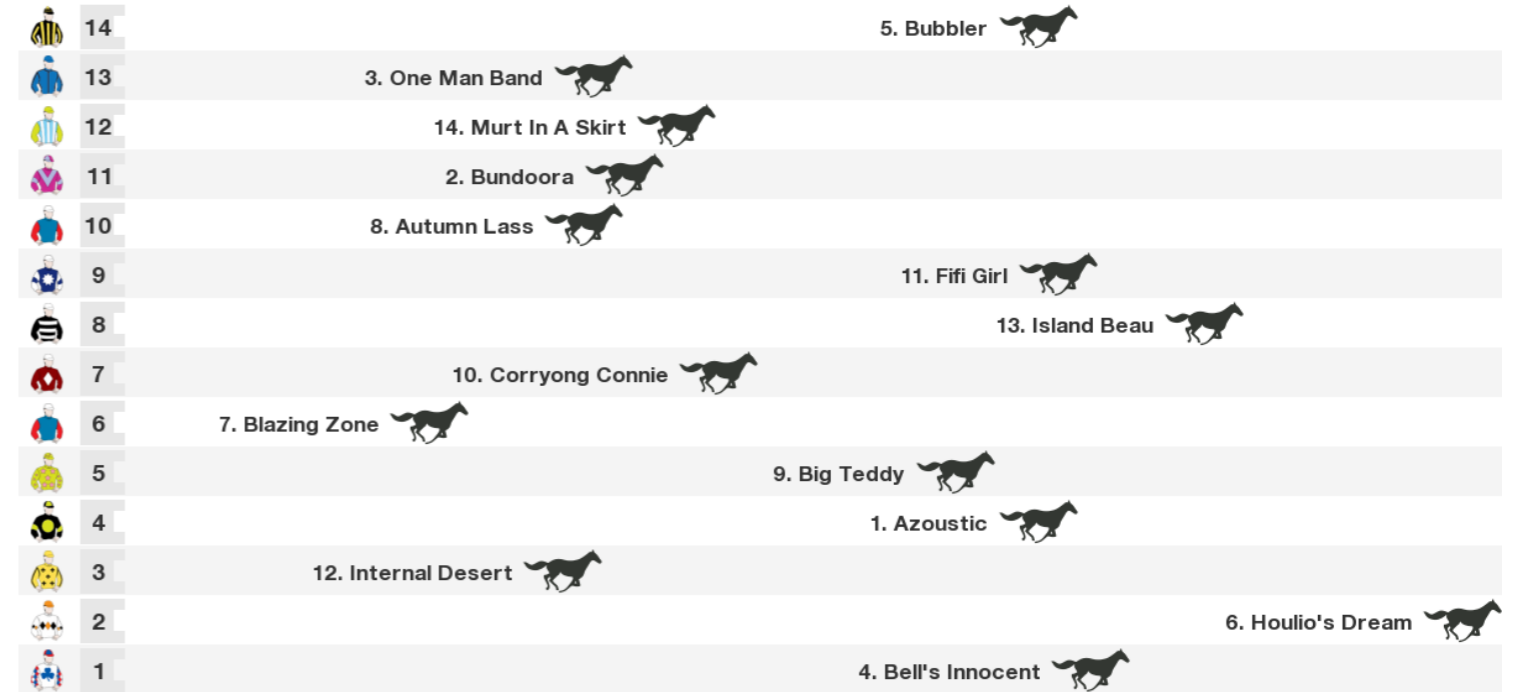 14 5. Bubbler
13 3. One Man Band
12 14. Murt In A Skirt
11 2. Bundoora
10 8. Autumn Lass
9 11. Fifi Girl
8 13. Island Beau
7 10. Corryong Connie
6 7. Blazing Zone
5 9. Big Teddy
4 1. Azoustic
3 12. Internal Desert
2 6. Houlio's Dream
1 4. Bell's Innocent